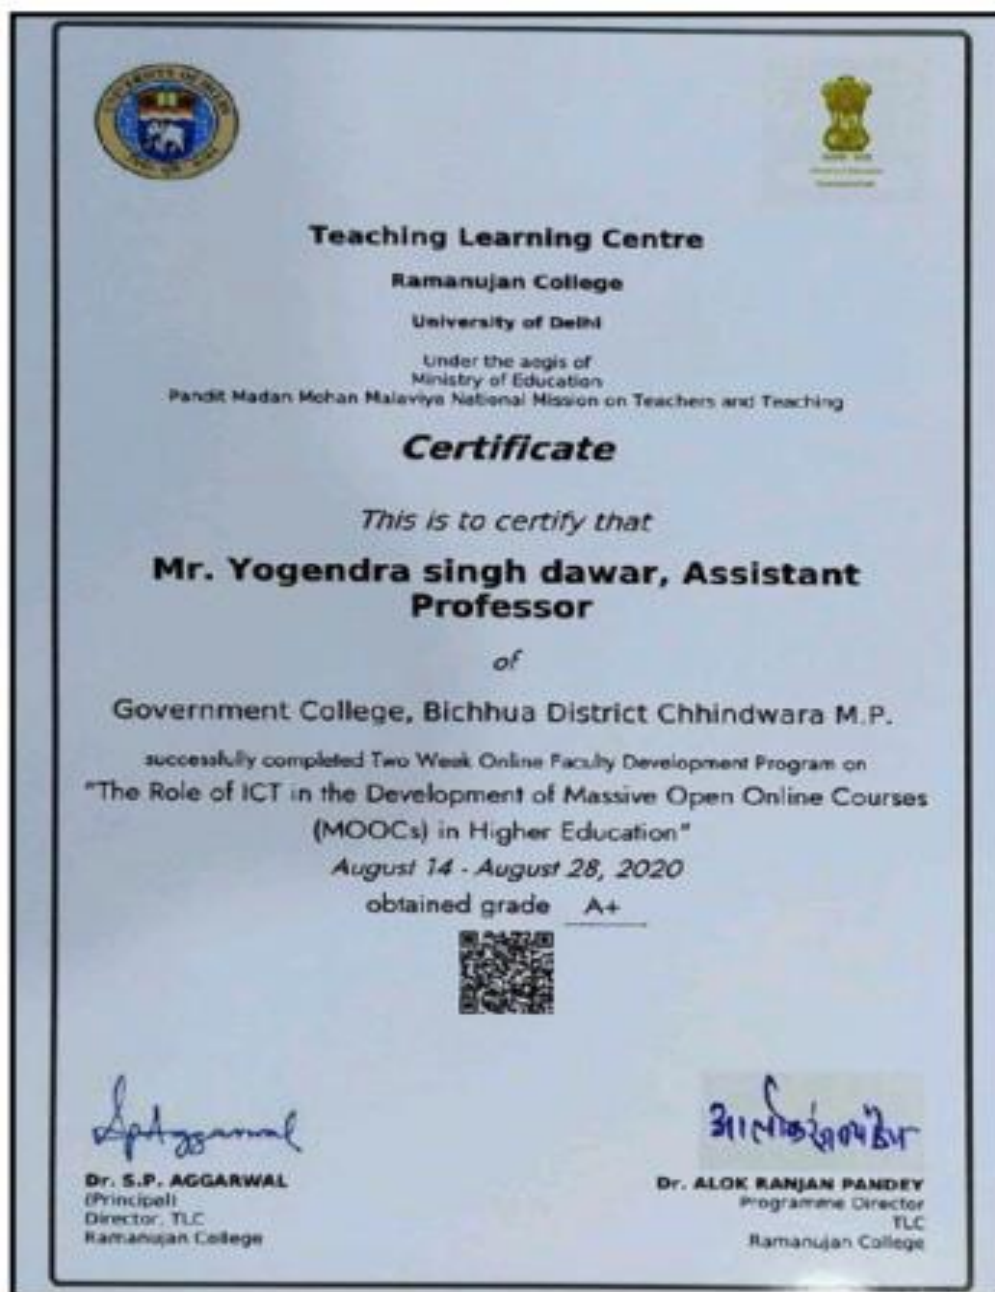 UNIVERSITY OF DELHI
Teaching Learning Centre
Ramanujan College
University of Delhi
Under the aegis of
Ministry of Education
Pandit Madan Mohan Malaviya National Mission on Teachers and Teaching
Certificate
This is to certify that
Mr. Yogendra singh dawar, Assistant
Professor
of
Government College, Bichhua District Chhindwara M.P.
successfully completed Two Week Online Faculty Development Program on
"The Role of ICT in the Development of Massive Open Online Courses
(MOOCs) in Higher Education"
August 14 - August 28, 2020
obtained grade A+
SpAggarwal
Dr. S.P. AGGARWAL
(Principal)
Director, TLC
Ramanujan College
Dr. ALOK RANJAN PANDEY
Programme Director
TLC
Ramanujan College